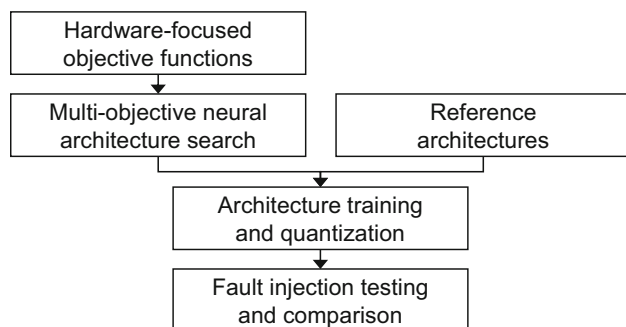 Hardware-focused
objective functions
Multi-objective neural
architecture search
Reference
architectures
Architecture training
and quantization
Fault injection testing
and comparison